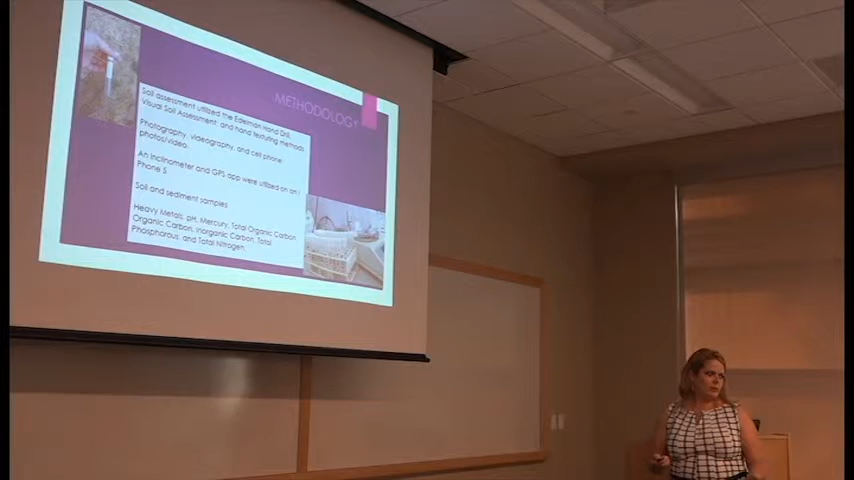 METHODOLOGY
Soil assessment utilized the Edelman Hand Drill,
Visual Soil Assessment, and hand texturing methods
Photography, videography, and cell phone
photos/video.
An inclinometer and GPS app were utilized on an I
Phone 5
Soil and sediment samples
Heavy Metals, pH, Mercury, Total Organic Carbon,
Organic Carbon, Inorganic Carbon, Total
Phosphorous, and Total Nitrogen.